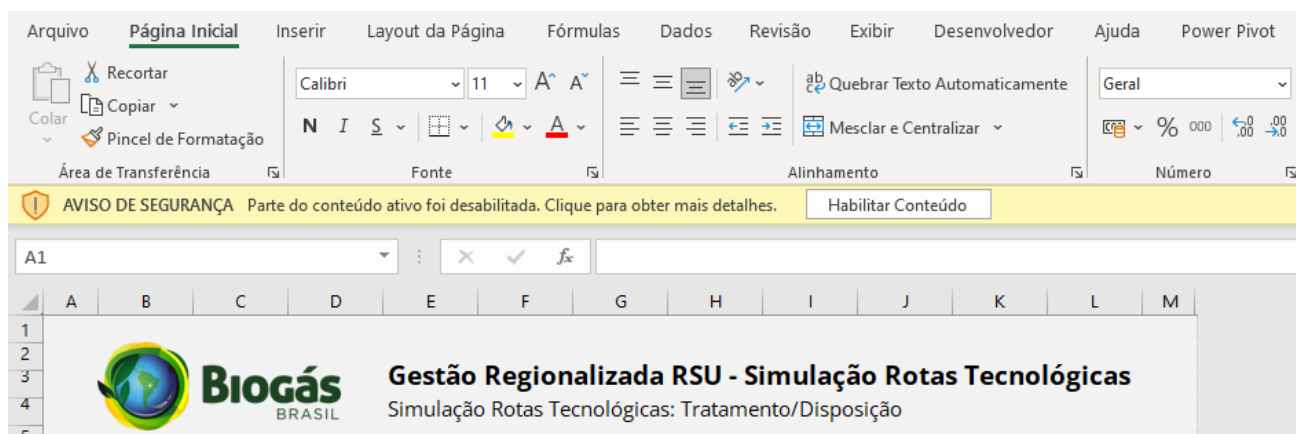 Arquivo Página Inicial Inserir Layout da Página Fórmulas Dados Revisão Exibir Desenvolvedor Ajuda Power Pivot
Recortar
Copiar
Pincel de Formatação
Colar
Área de Transferência
Calibri 11 A A
N I S A
Fonte
ab Quebrar Texto Automaticamente
Mesclar e Centralizar
Alinhamento
Geral
% 000 ,00 ,00
Número
AVISO DE SEGURANÇA Parte do conteúdo ativo foi desabilitada. Clique para obter mais detalhes. Habilitar Conteúdo
A1 fx
A B C D E F G H I J K L M
1
2
3
4
BIOGÁS
BRASIL
Gestão Regionalizada RSU - Simulação Rotas Tecnológicas
Simulação Rotas Tecnológicas: Tratamento/Disposição